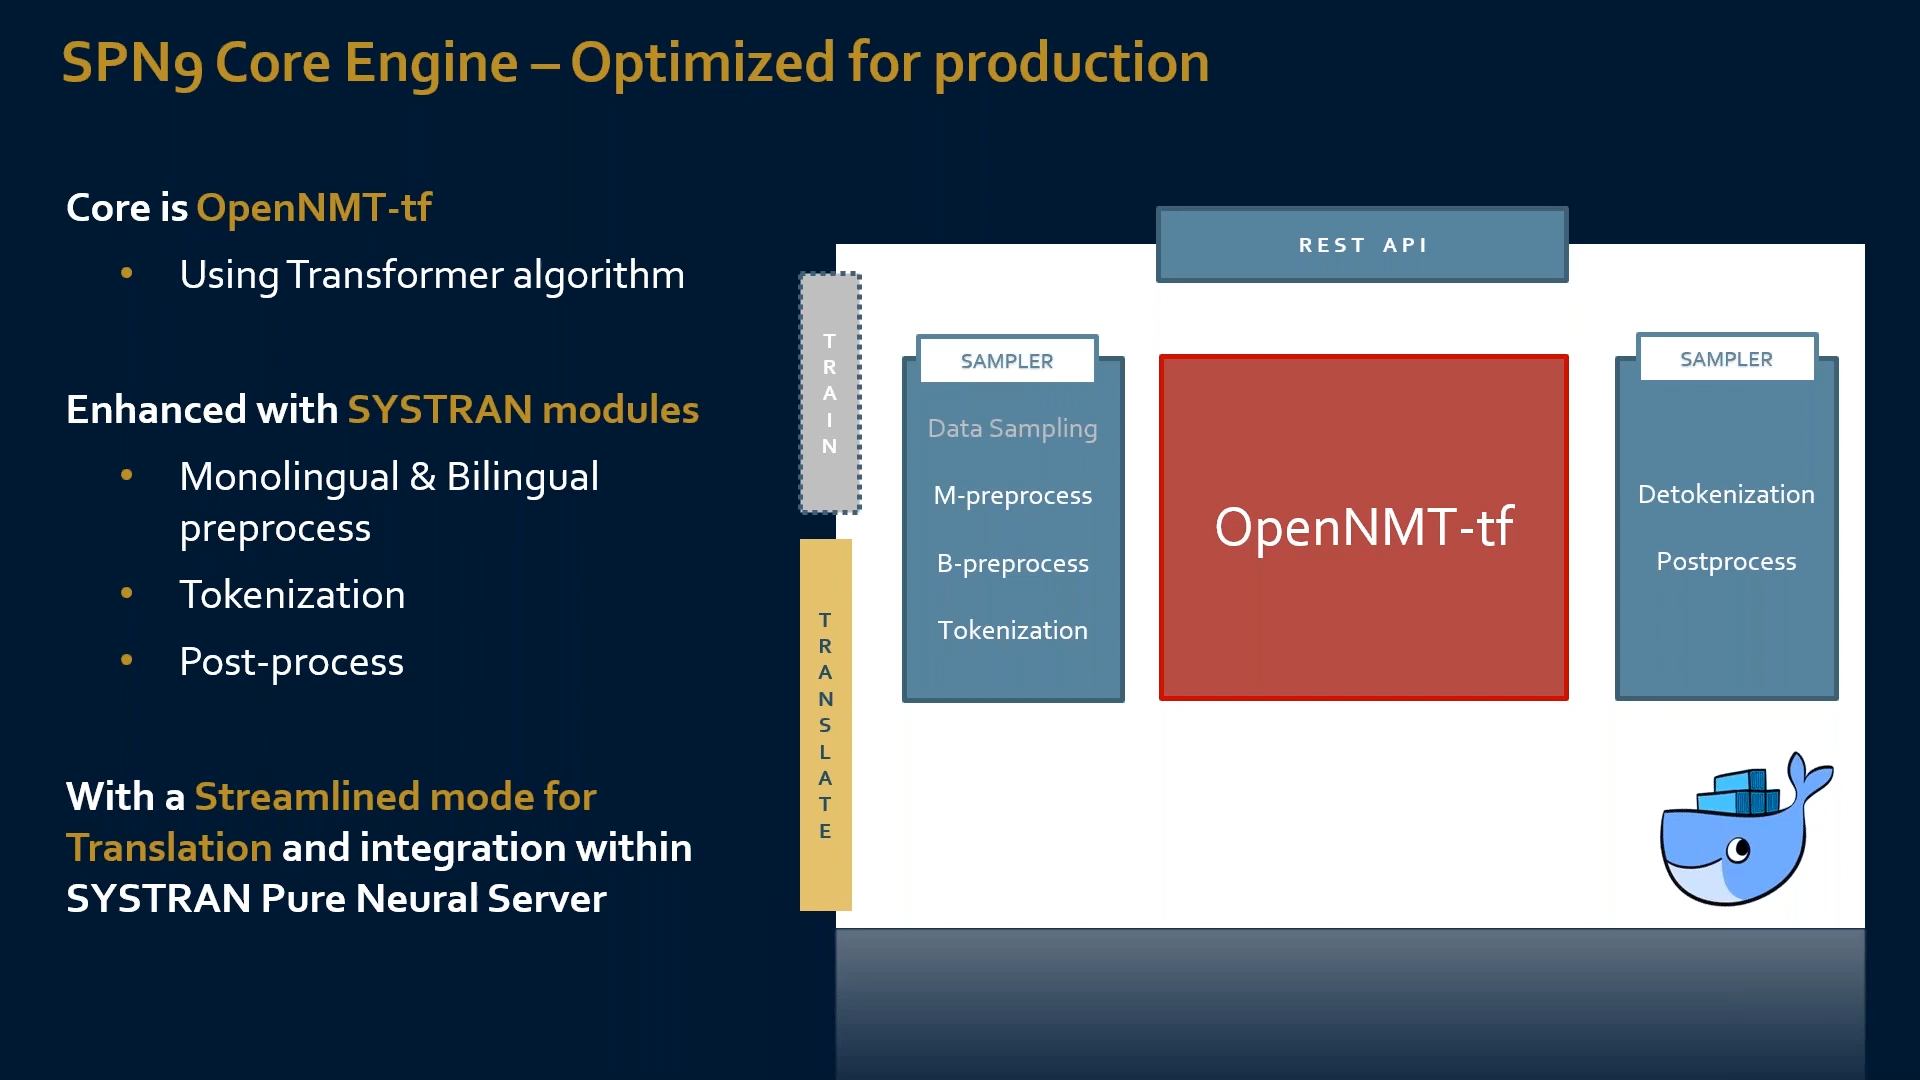 SPN9 Core Engine – Optimized for production
Core is OpenNMT-tf
• Using Transformer algorithm
Enhanced with SYSTRAN modules
• Monolingual & Bilingual
preprocess
• Tokenization
• Post-process
With a Streamlined mode for
Translation and integration within
SYSTRAN Pure Neural Server
REST API
TRAIN
TRANSLATE
SAMPLER
Data Sampling
M-preprocess
B-preprocess
Tokenization
OpenNMT-tf
SAMPLER
Detokenization
Postprocess